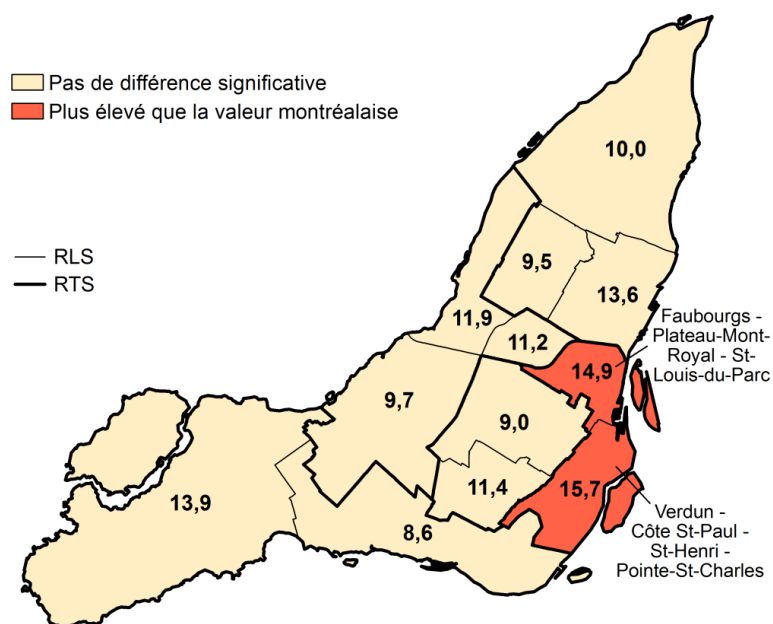 Pas de différence significative
Plus élevé que la valeur montréalaise
10,0
RLS
RTS
9,5
13,6
Faubourgs -
Plateau-Mont-
Royal - St-
Louis-du-Parc
11,9
11,2
14,9
9,7
9,0
13,9
11,4
15,7
8,6
Verdun -
Côte St-Paul -
St-Henri -
Pointe-St-Charles